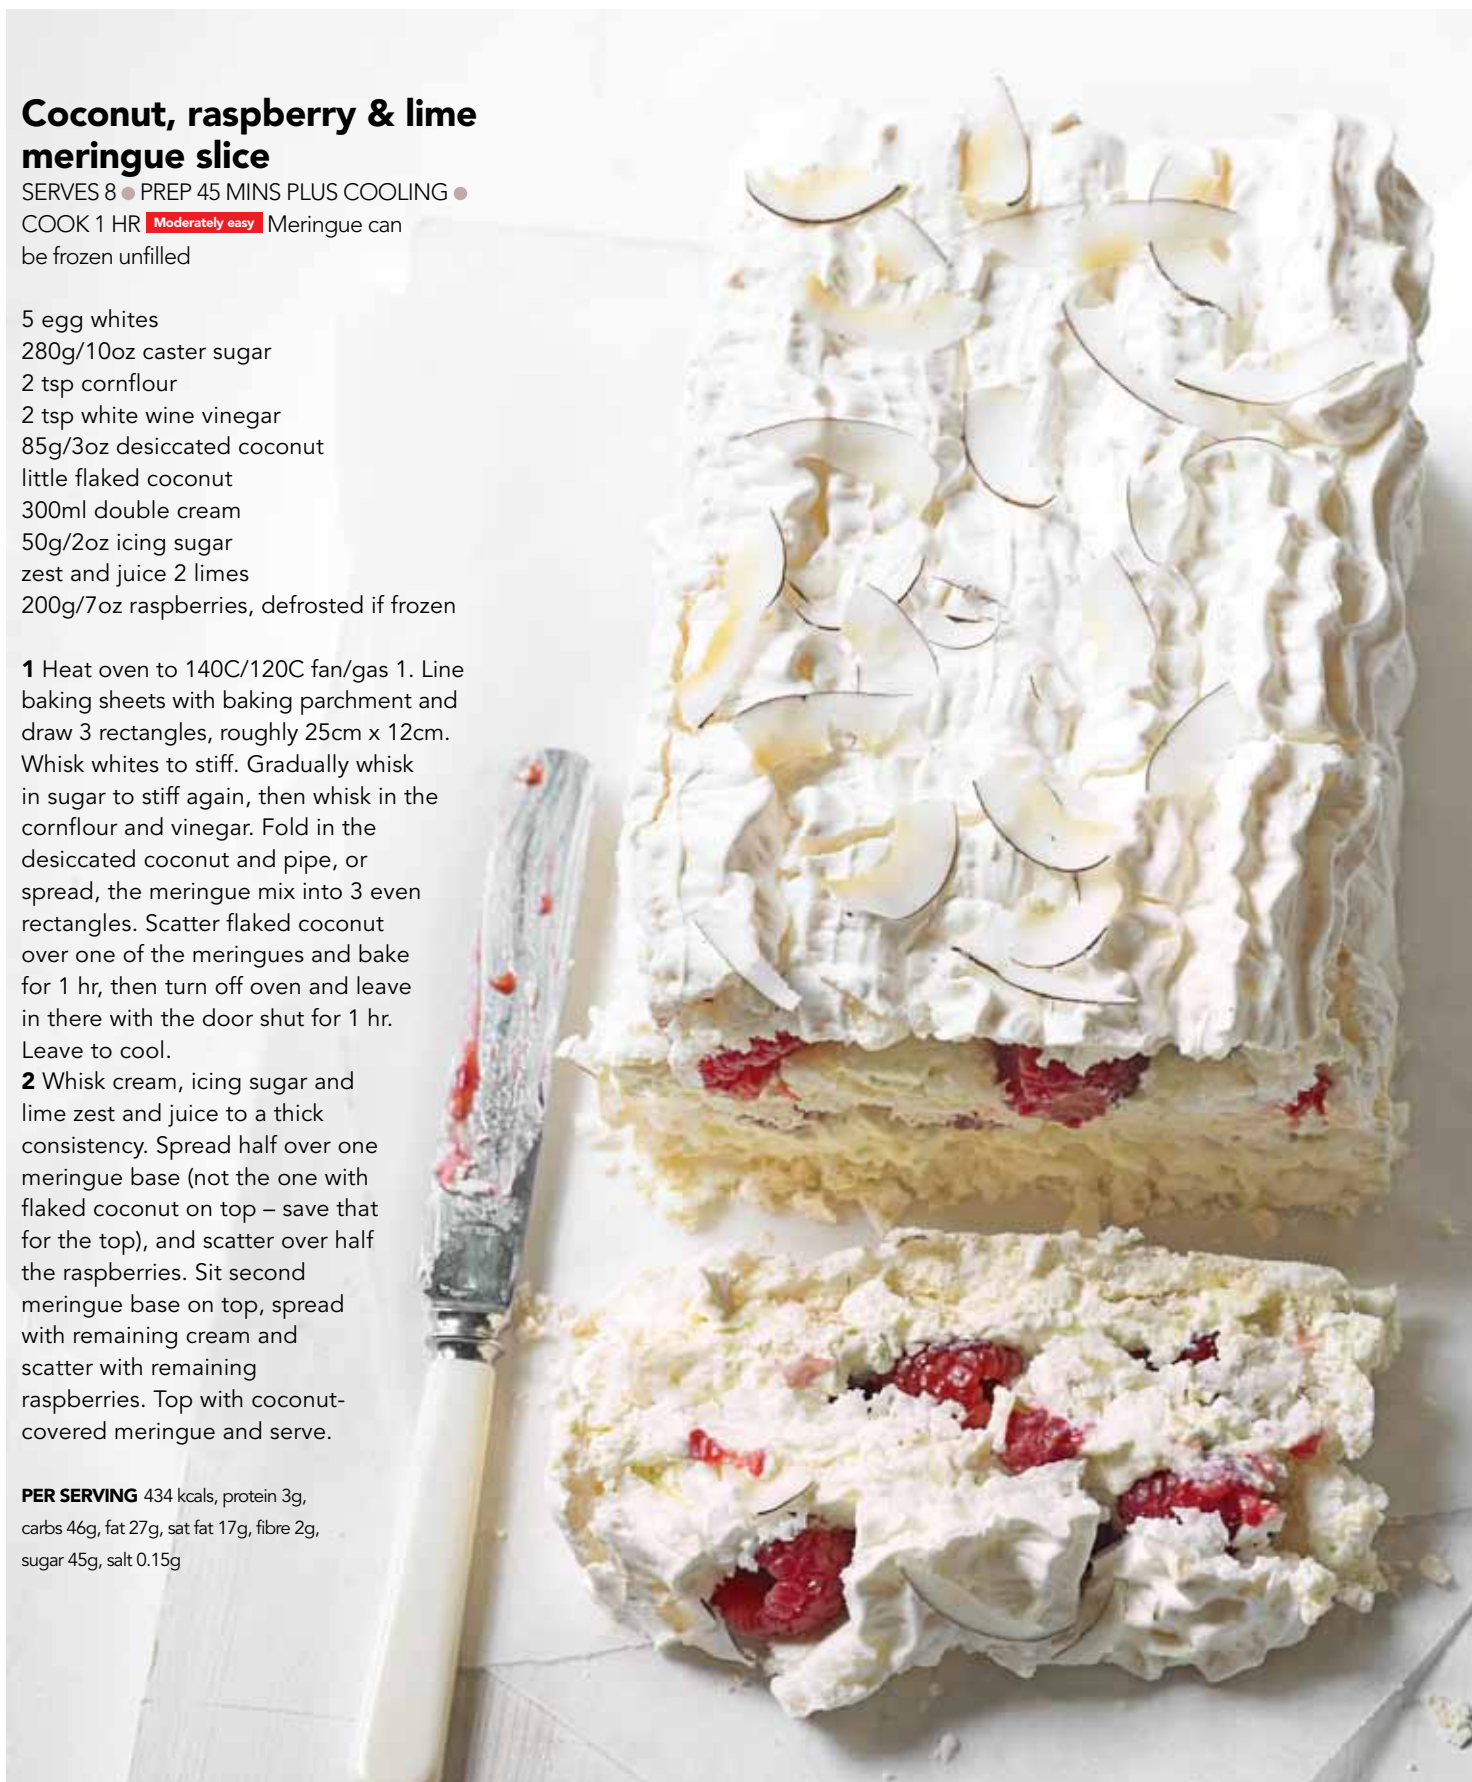 Coconut, raspberry & lime
meringue slice
SERVES 8 ● PREP 45 MINS PLUS COOLING ●
COOK 1 HR Moderately easy Meringue can
be frozen unfilled
5 egg whites
280g/10oz caster sugar
2 tsp cornflour
2 tsp white wine vinegar
85g/3oz desiccated coconut
little flaked coconut
300ml double cream
50g/2oz icing sugar
zest and juice 2 limes
200g/7oz raspberries, defrosted if frozen
1 Heat oven to 140C/120C fan/gas 1. Line
baking sheets with baking parchment and
draw 3 rectangles, roughly 25cm x 12cm.
Whisk whites to stiff. Gradually whisk
in sugar to stiff again, then whisk in the
cornflour and vinegar. Fold in the
desiccated coconut and pipe, or
spread, the meringue mix into 3 even
rectangles. Scatter flaked coconut
over one of the meringues and bake
for 1 hr, then turn off oven and leave
in there with the door shut for 1 hr.
Leave to cool.
2 Whisk cream, icing sugar and
lime zest and juice to a thick
consistency. Spread half over one
meringue base (not the one with
flaked coconut on top – save that
for the top), and scatter over half
the raspberries. Sit second
meringue base on top, spread
with remaining cream and
scatter with remaining
raspberries. Top with coconut-
covered meringue and serve.
PER SERVING 434 kcals, protein 3g,
carbs 46g, fat 27g, sat fat 17g, fibre 2g,
sugar 45g, salt 0.15g